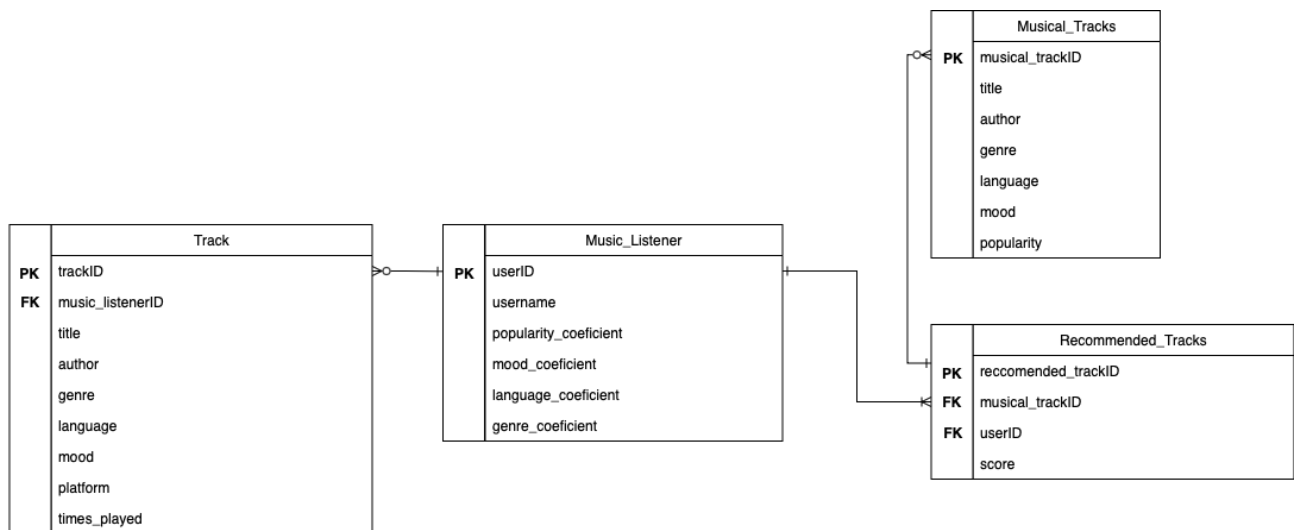 Musical_Tracks
PK musical_trackID
title
author
genre
language
mood
popularity
Track
PK trackID
FK music_listenerID
title
author
genre
language
mood
platform
times_played
Music_Listener
PK userID
username
popularity_coeficient
mood_coeficient
language_coeficient
genre_coeficient
Recommended_Tracks
PK reccomended_trackID
FK musical_trackID
FK userID
score